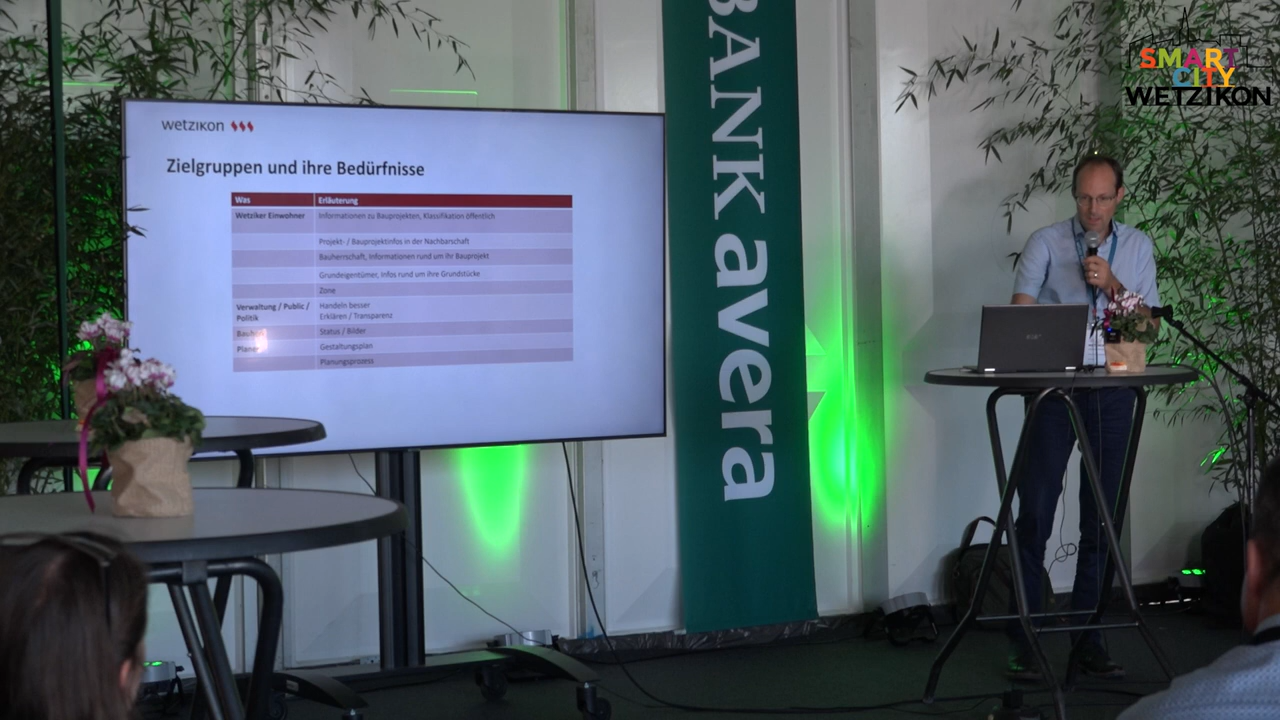 SMART
CITY
WETZIKON
BANK avera
wetzikon
Zielgruppen und ihre Bedürfnisse
Was Erläuterung
Wetziker Einwohner Informationen zu Bauprojekten, Klassifikation öffentlich
Projekt- / Bauprojektinfos in der Nachbarschaft
Bauherrschaft, Informationen rund um ihr Bauprojekt
Grundeigentümer, Infos rund um ihre Grundstücke
Zone
Verwaltung / Public / Handeln besser
Politik Erklären / Transparenz
Status / Bilder
Gestaltungsplan
Planungsprozess